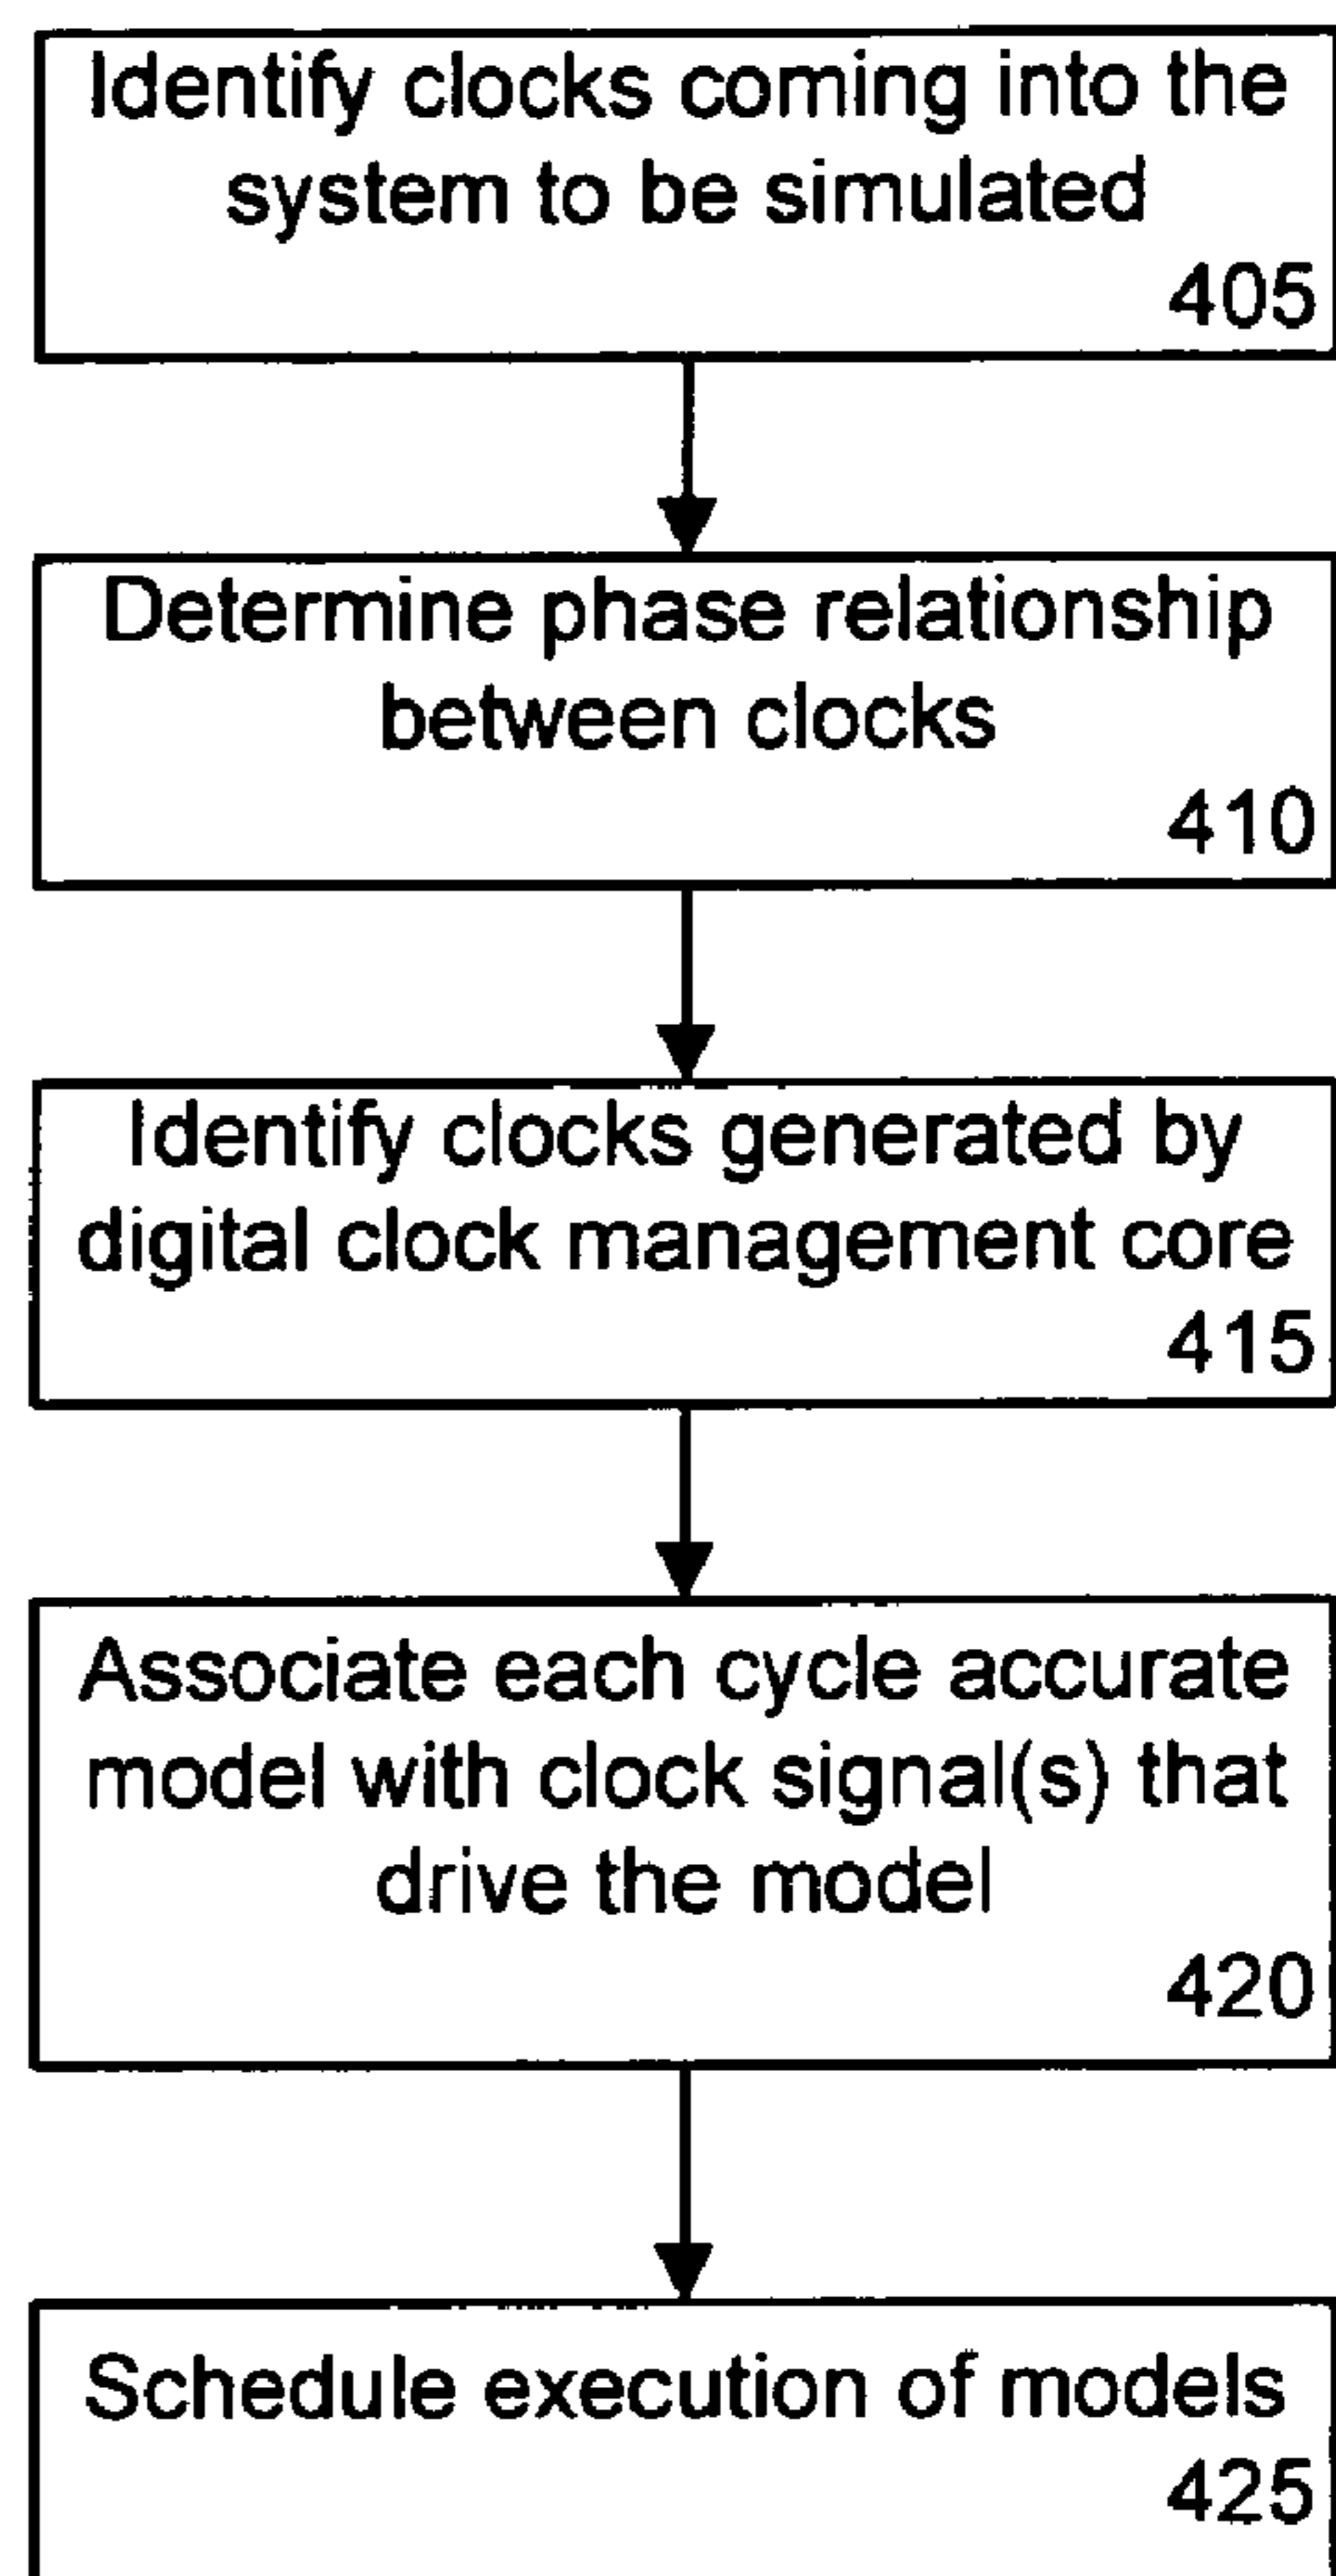 Identify clocks coming into the
system to be simulated
405
Determine phase relationship
between clocks
410
Identify clocks generated by
digital clock management core
415
Associate each cycle accurate
model with clock signal(s) that
drive the model
420
Schedule execution of models
425